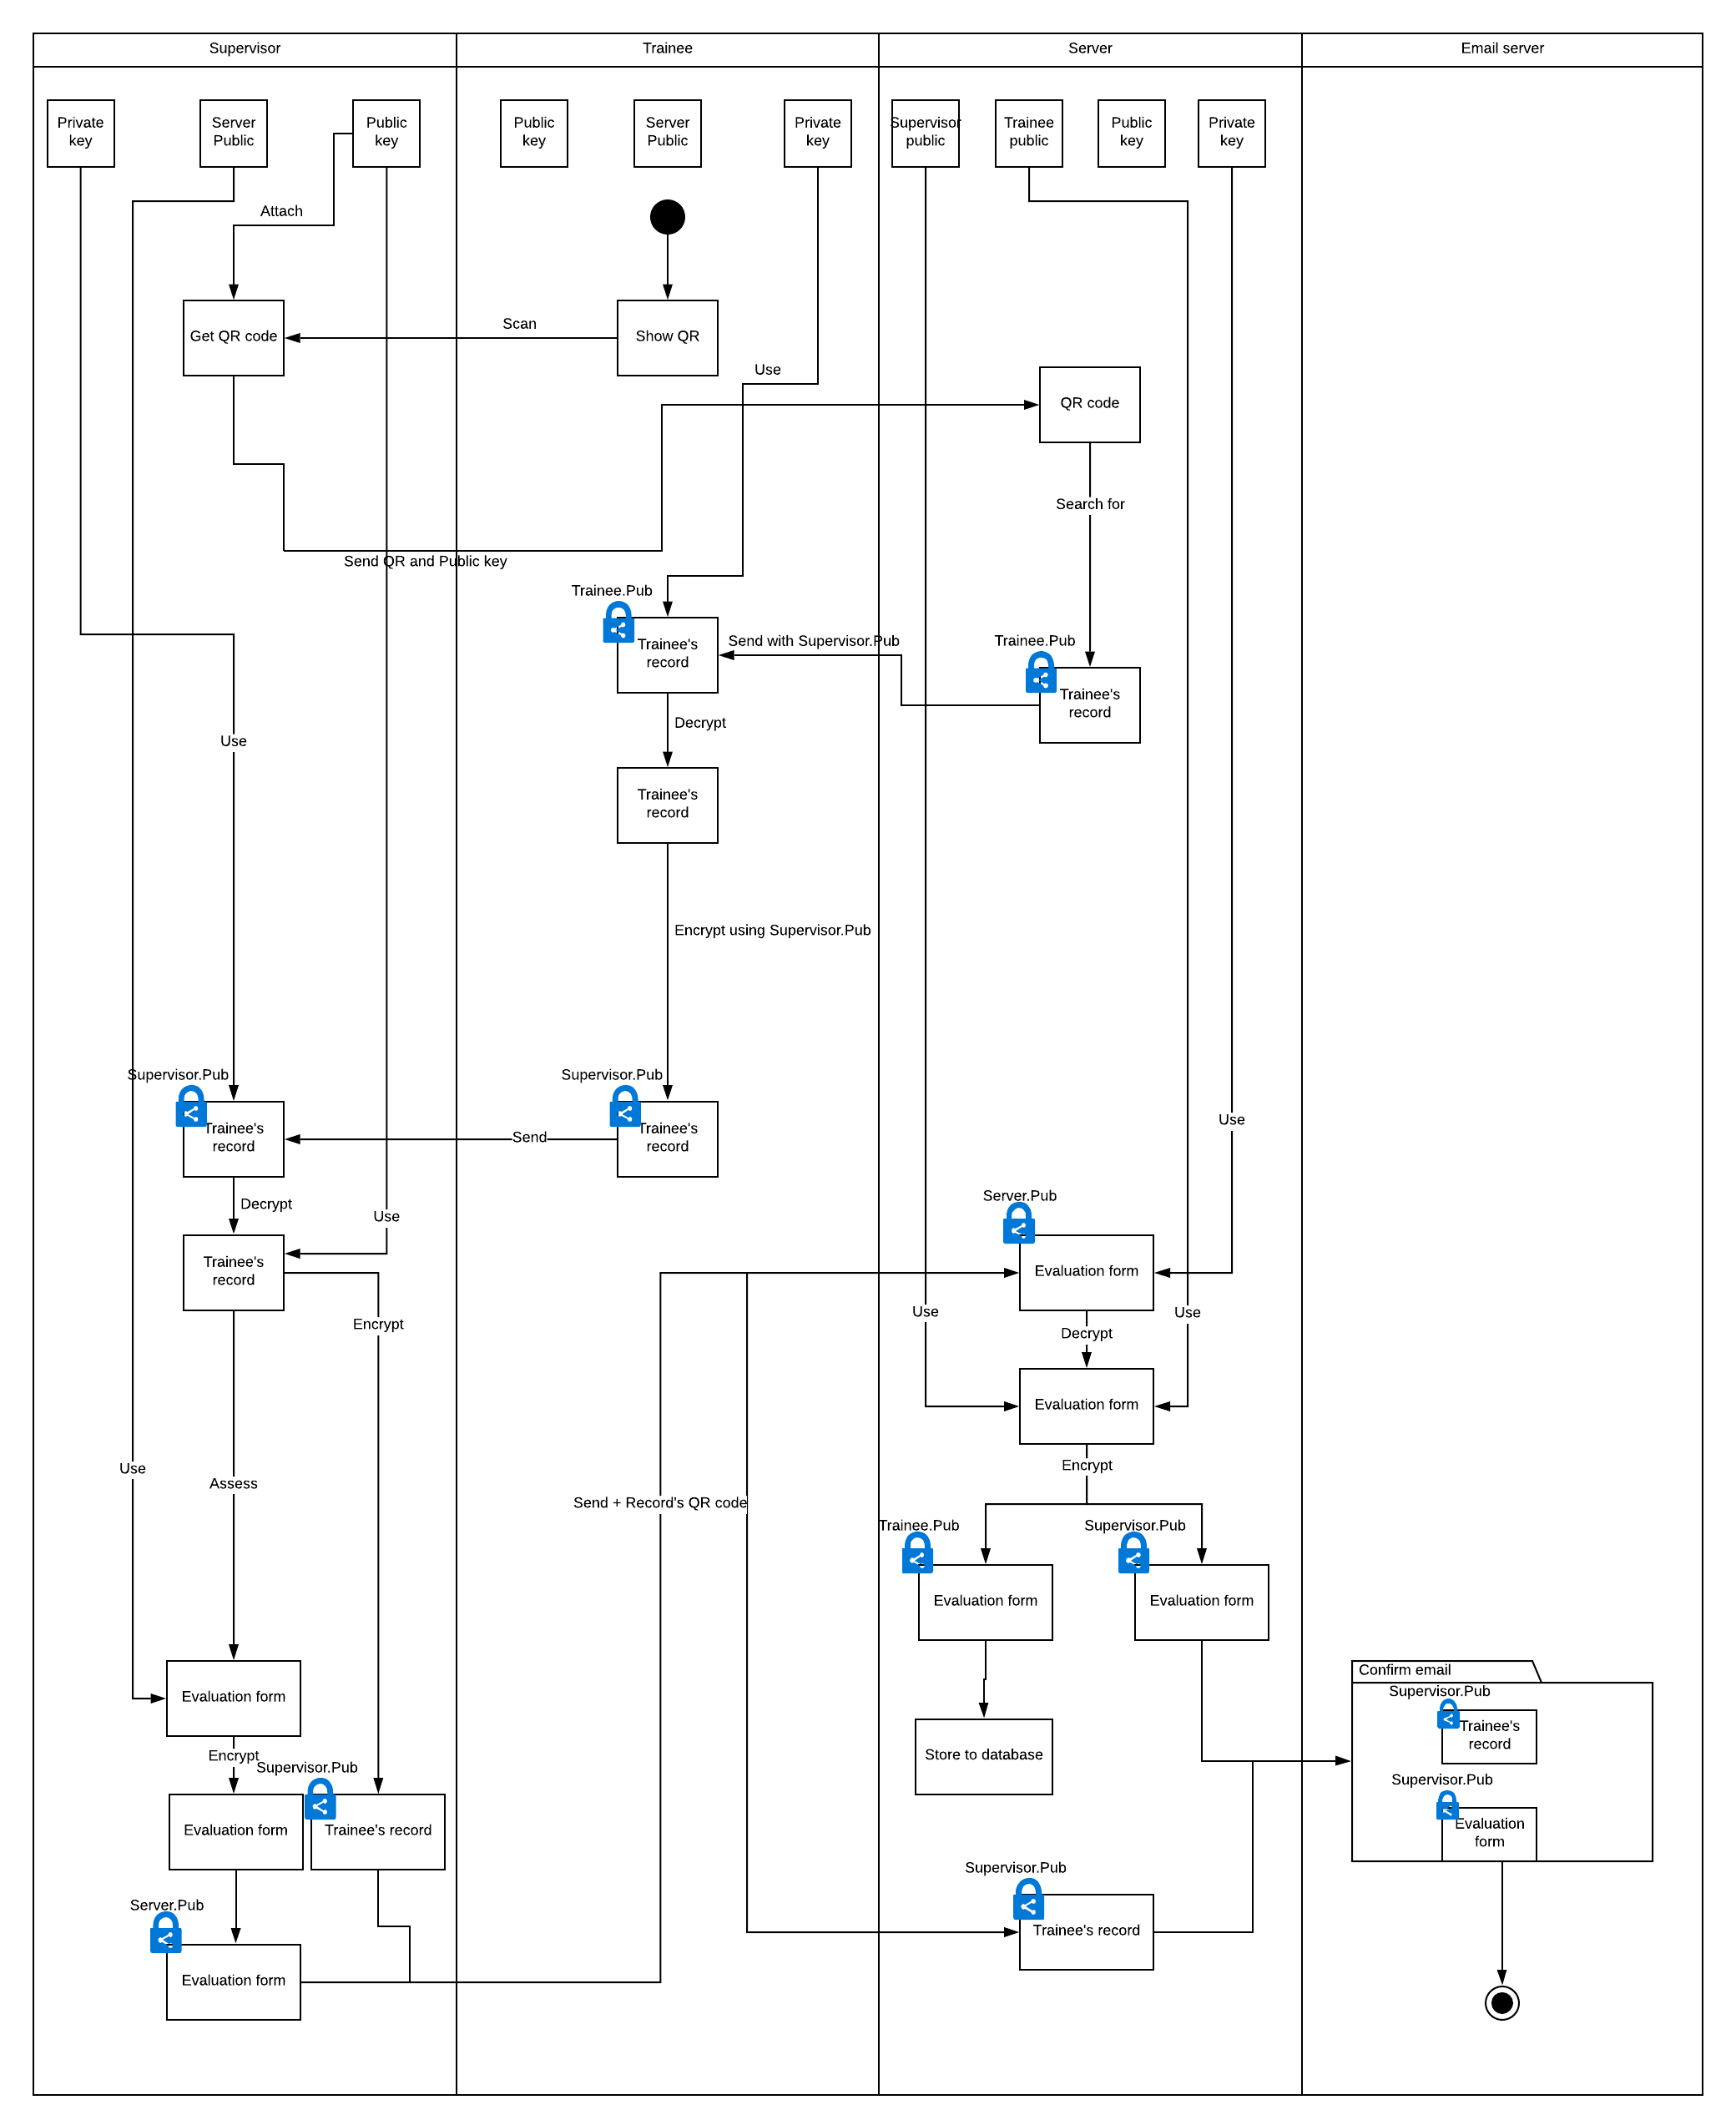 Supervisor
Trainee
Server
Email server
Private
key
Server
Public
Public
key
Public
key
Server
Public
Private
key
Supervisor
public
Trainee
public
Public
key
Private
key
Attach
Get QR code
Scan
Show QR
Use
QR code
Search for
Send QR and Public key
Trainee.Pub
Trainee's
record
Send with Supervisor.Pub
Trainee.Pub
Trainee's
record
Decrypt
Use
Trainee's
record
Encrypt using Supervisor.Pub
Supervisor.Pub
Trainee's
record
Send
Supervisor.Pub
Trainee's
record
Use
Decrypt
Use
Server.Pub
Trainee's
record
Evaluation form
Encrypt
Use
Use
Decrypt
Evaluation form
Encrypt
Use
Assess
Send + Record's QR code
Trainee.Pub
Supervisor.Pub
Evaluation form
Evaluation form
Evaluation form
Confirm email
Supervisor.Pub
Trainee's
record
Encrypt
Supervisor.Pub
Store to database
Supervisor.Pub
Evaluation
form
Evaluation form
Trainee's record
Supervisor.Pub
Server.Pub
Trainee's record
Evaluation form